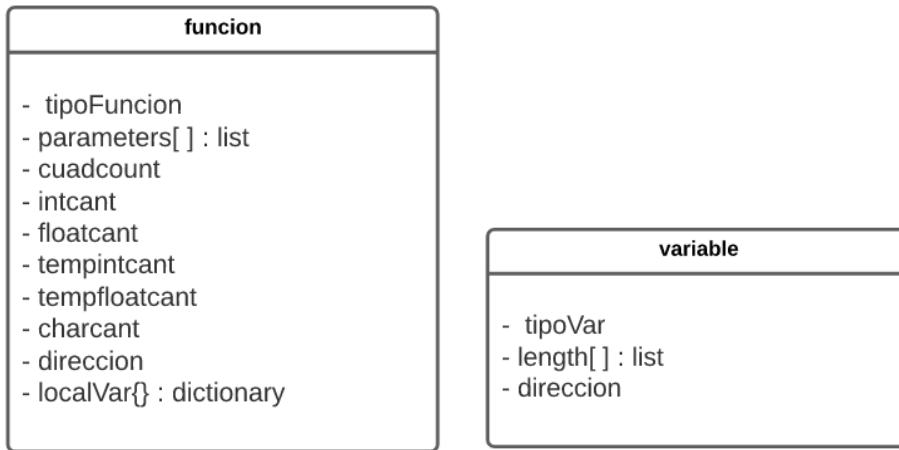 funcion
- tipoFuncion
- parameters[ ] : list
- cuadcount
- intcant
- floatcant
- tempintcant
- tempfloatcant
- charcant
- direccion
- localVar{} : dictionary
variable
- tipoVar
- length[ ] : list
- direccion